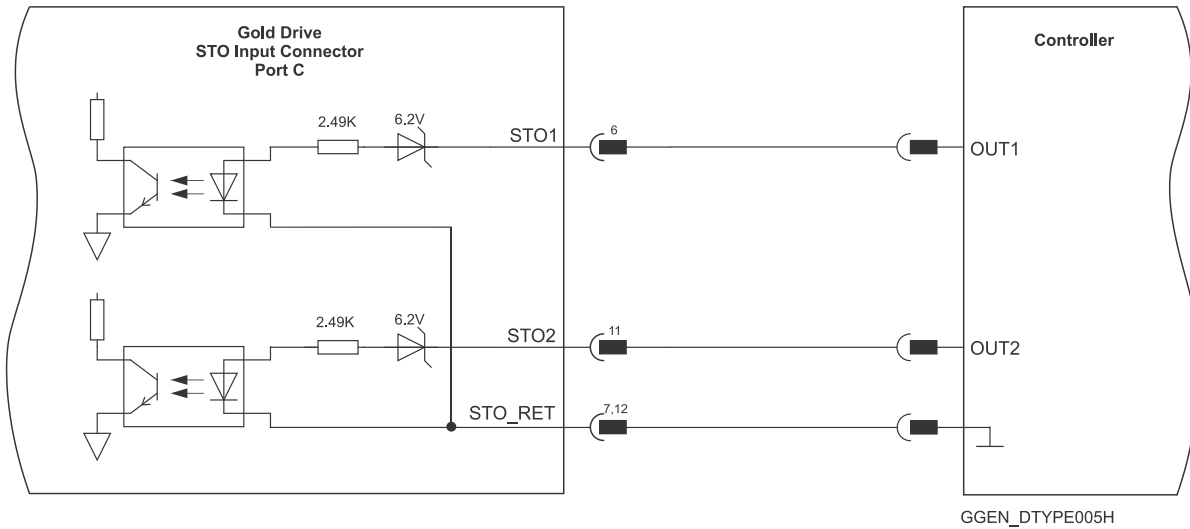 Gold Drive
STO Input Connector
Port C
Controller
2.49K
6.2V
STO1
6
OUT1
2.49K
6.2V
STO2
11
OUT2
STO_RET
7,12
GGEN_DTYPE005H